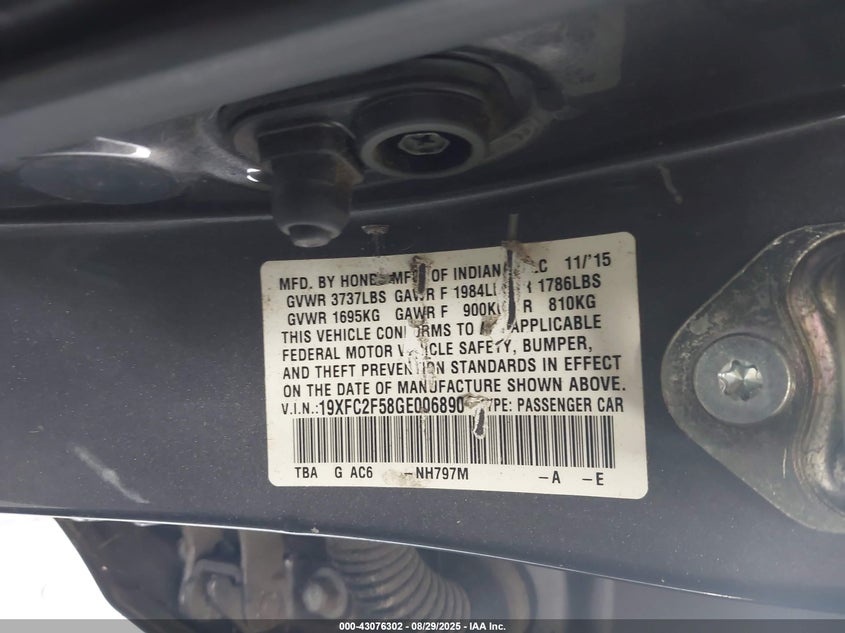 MFD. BY HONDA MFG OF INDIANA LLC 11/'15
GVWR 3737LBS GAWR F 1984LBS R 1786LBS
GVWR 1695KG GAWR F 900KG R 810KG
THIS VEHICLE CONFORMS TO ALL APPLICABLE
FEDERAL MOTOR VEHICLE SAFETY, BUMPER,
AND THEFT PREVENTION STANDARDS IN EFFECT
ON THE DATE OF MANUFACTURE SHOWN ABOVE.
V.I.N.:19XFC2F58GE006890 TYPE: PASSENGER CAR
TBA G AC6 -NH797M -A -E
000-43076302 - 08/29/2025 - IAA Inc.